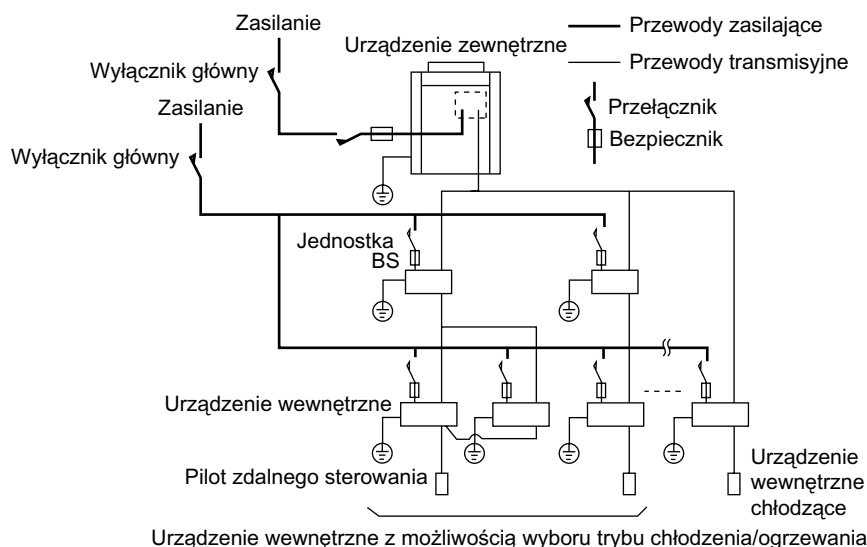 Zasilanie
Urządzenie zewnętrzne
Przewody zasilające
Przewody transmisyjne
Wyłącznik główny
Zasilanie
Przełącznik
Bezpiecznik
Wyłącznik główny
Jednostka
BS
Urządzenie wewnętrzne
Pilot zdalnego sterowania
Urządzenie
wewnętrzne
chłodzące
Urządzenie wewnętrzne z możliwością wyboru trybu chłodzenia/ogrzewania